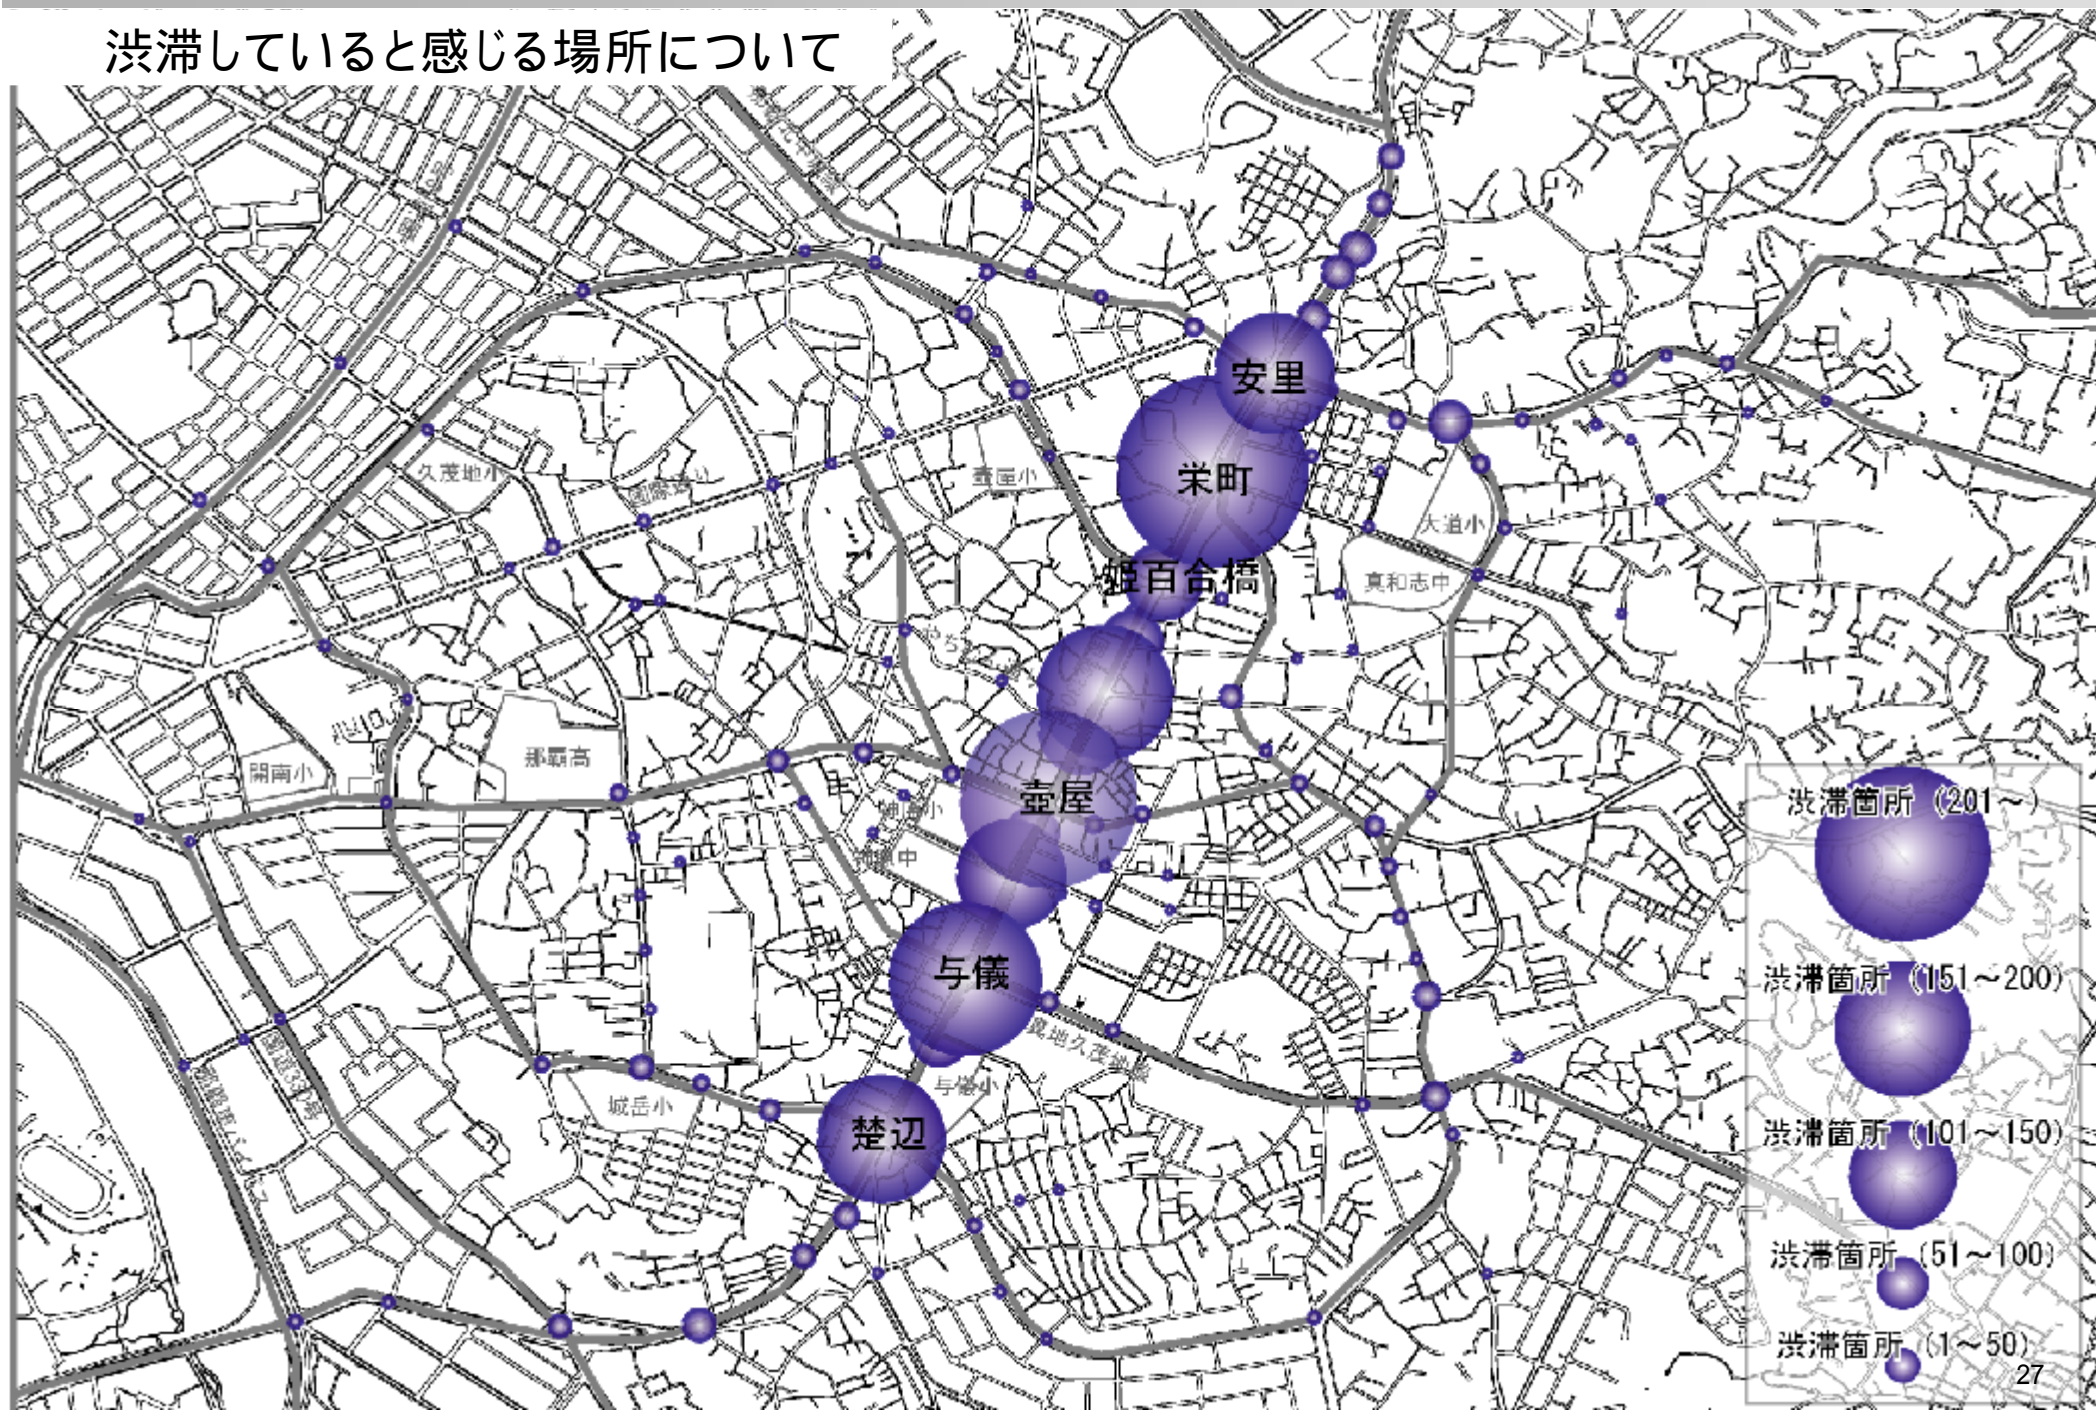 渋滞していると感じる場所について
安里
久茂地小
壺屋小
栄町
大道小
姫百合橋
真和志中
那覇高
開南小
壺屋
与儀
与儀小
城岳小
楚辺
渋滞箇所（201～）
渋滞箇所（151～200）
渋滞箇所（101～150）
渋滞箇所（51～100）
渋滞箇所（1～50）
27